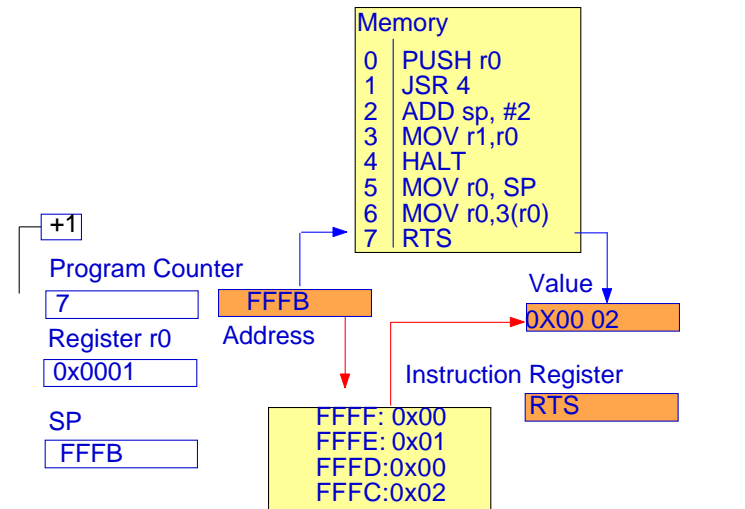 Memory
0 PUSH r0
1 JSR 4
2 ADD sp, #2
3 MOV r1,r0
4 HALT
5 MOV r0, SP
6 MOV r0,3(r0)
7 RTS
+1
Program Counter
7
FFFB
Address
Value
0X00 02
Register r0
0x0001
Instruction Register
RTS
SP
FFFB
FFFF: 0x00
FFFE: 0x01
FFFD:0x00
FFFC:0x02